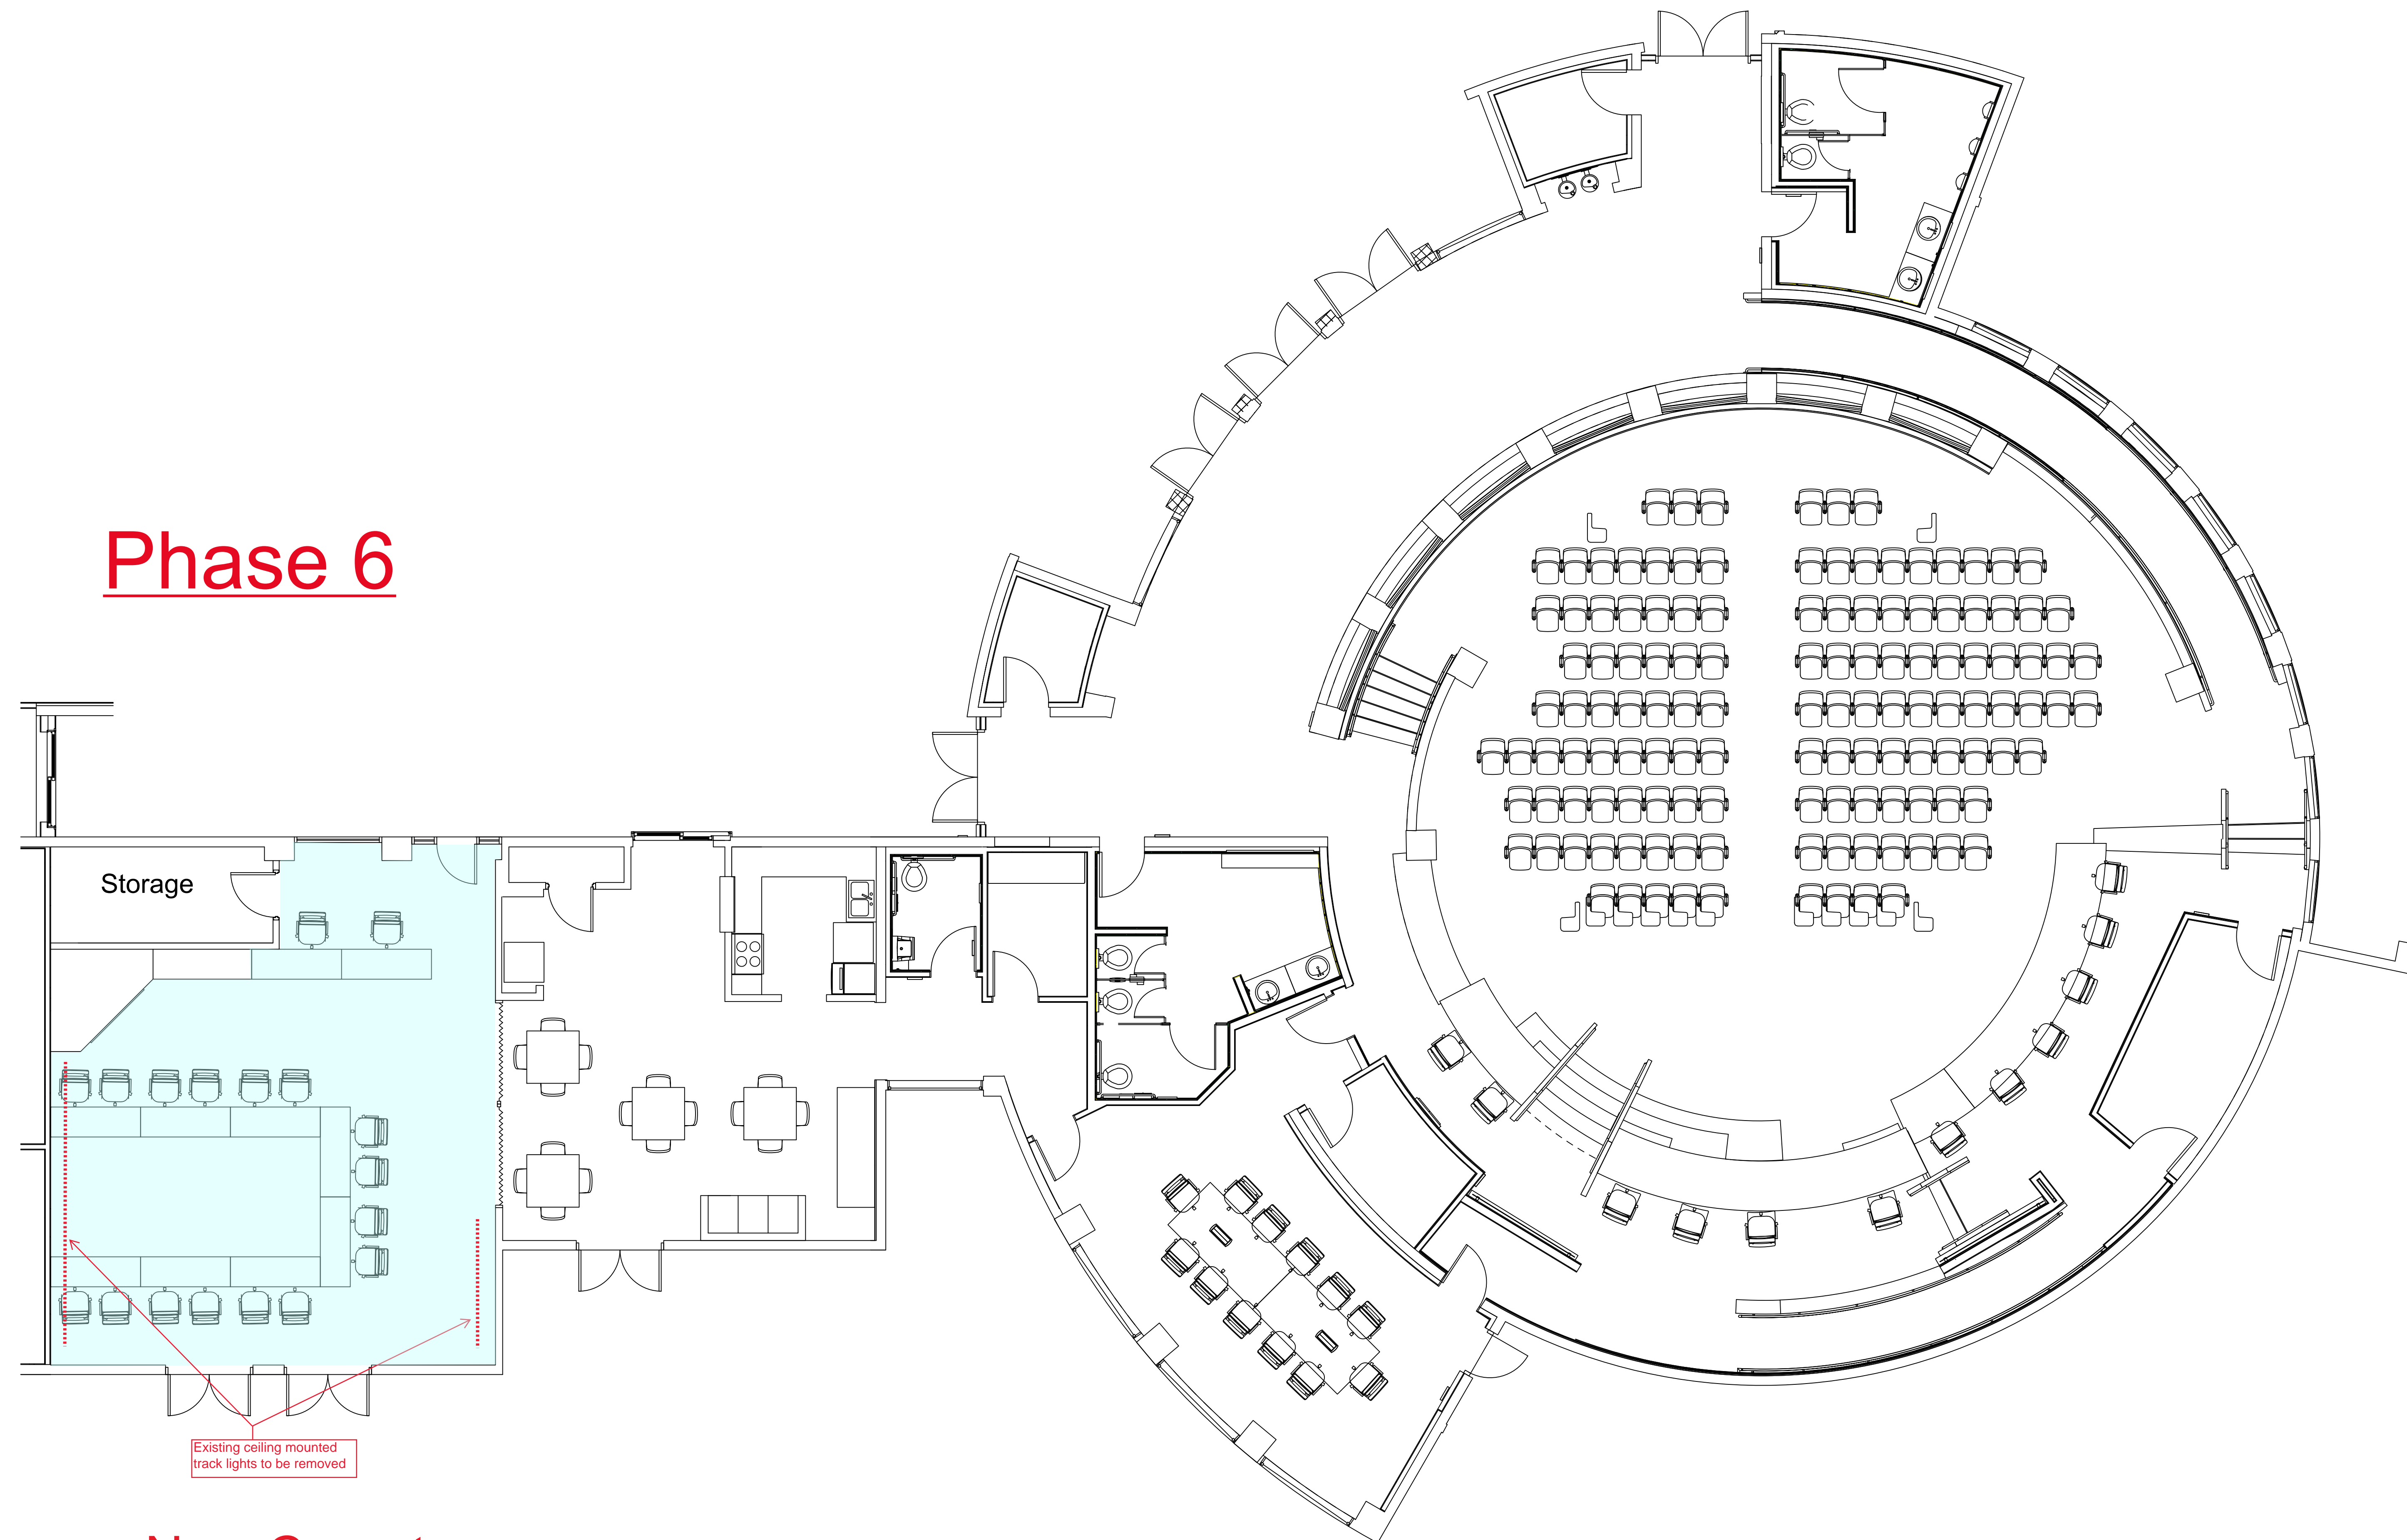 Phase 6
Storage
Existing ceiling mounted
track lights to be removed